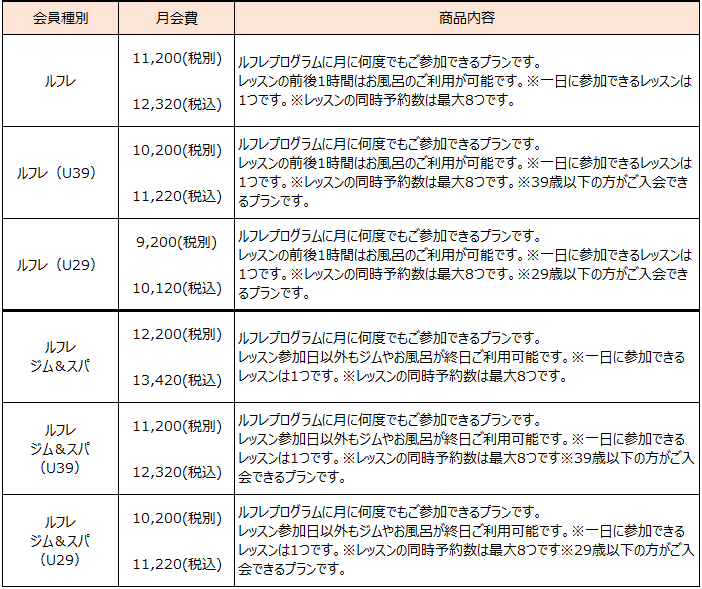 会員種別 月会費 商品内容
ルフレ
11,200(税別)
12,320(税込)
ルフレプログラムに月に何度でもご参加できるプランです。
レッスンの前後1時間はお風呂のご利用が可能です。※一日に参加できるレッスンは
1つです。※レッスンの同時予約数は最大8つです。
ルフレ（U39）
10,200(税別)
11,220(税込)
ルフレプログラムに月に何度でもご参加できるプランです。
レッスンの前後1時間はお風呂のご利用が可能です。※一日に参加できるレッスンは
1つです。※レッスンの同時予約数は最大8つです。※39歳以下の方がご入会でき
るプランです。
ルフレ（U29）
9,200(税別)
10,120(税込)
ルフレプログラムに月に何度でもご参加できるプランです。
レッスンの前後1時間はお風呂のご利用が可能です。※一日に参加できるレッスンは
1つです。※レッスンの同時予約数は最大8つです。※29歳以下の方がご入会でき
るプランです。
ルフレ
ジム＆スパ
12,200(税別)
13,420(税込)
ルフレプログラムに月に何度でもご参加できるプランです。
レッスン参加日以外もジムやお風呂が終日ご利用可能です。※一日に参加できる
レッスンは1つです。※レッスンの同時予約数は最大8つです。
ルフレ
ジム＆スパ
（U39）
11,200(税別)
12,320(税込)
ルフレプログラムに月に何度でもご参加できるプランです。
レッスン参加日以外もジムやお風呂が終日ご利用可能です。※一日に参加できる
レッスンは1つです。※レッスンの同時予約数は最大8つです※39歳以下の方がご入
会できるプランです。
ルフレ
ジム＆スパ
（U29）
10,200(税別)
11,220(税込)
ルフレプログラムに月に何度でもご参加できるプランです。
レッスン参加日以外もジムやお風呂が終日ご利用可能です。※一日に参加できる
レッスンは1つです。※レッスンの同時予約数は最大8つです※29歳以下の方がご入
会できるプランです。